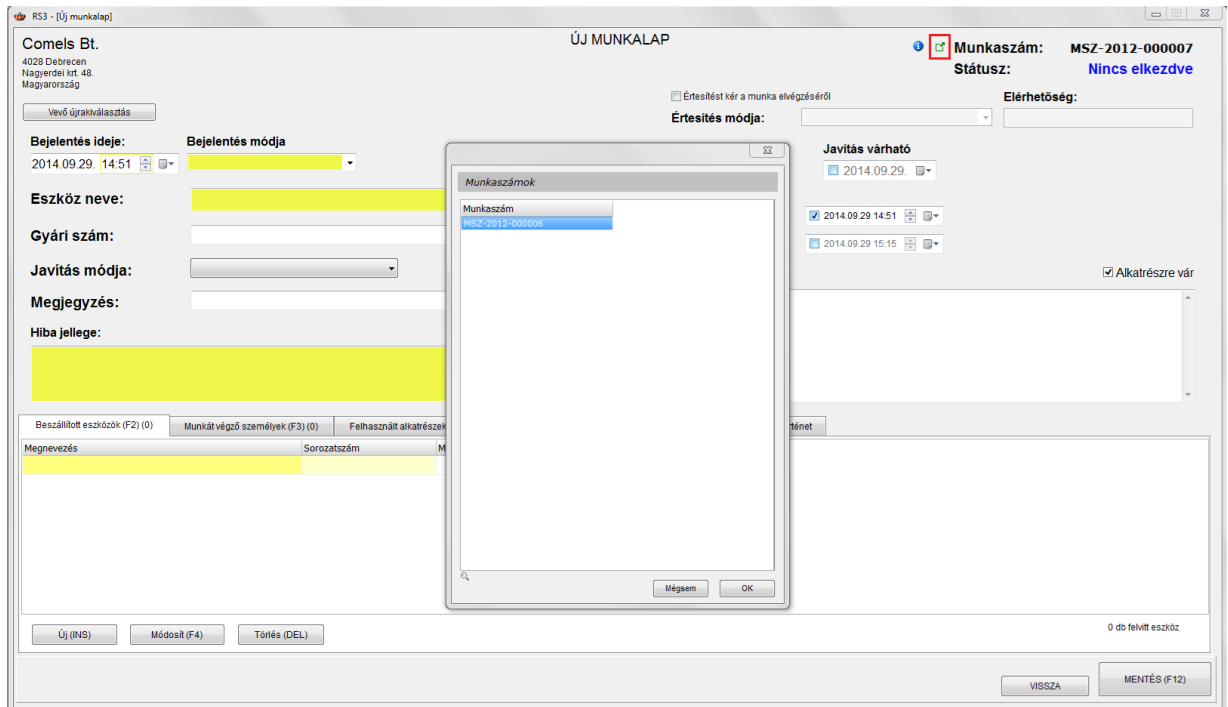 RS3 - [Új munkalap]
Comels Bt.
4028 Debrecen
Nagyerdei krt. 48.
Magyarország
ÚJ MUNKALAP
Munkaszám: MSZ-2012-000007
Státusz: Nincs elkezdve
Vevő újrakiválasztás
Értesítést kér a munka elvégzéséről
Elérhetőség:
Értesítés módja:
Bejelentés ideje:
Bejelentés módja
2014.09.29. 14:51
Javítás várható
2014.09.29.
Eszköz neve:
2014.09.29 14:51
Gyári szám:
2014.09.29 15:15
Javítás módja:
Alkatrészre vár
Megjegyzés:
Hiba jellege:
Munkaszámok
Munkaszám
MSZ-2012-000006
Mégsem
OK
Beszállított eszközök (F2) (0)
Munkát végző személyek (F3) (0)
Felhasznált alkatrészek
ténet
Megnevezés
Sorozatszám
M
Új (INS)
Módosít (F4)
Törlés (DEL)
0 db felvitt eszköz
VISSZA
MENTÉS (F12)